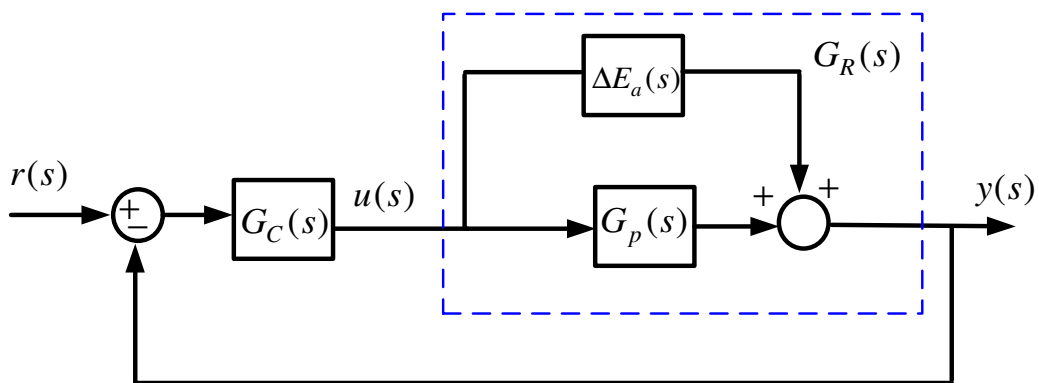 G_R(s)
ΔE_a(s)
r(s)
+
−
G_C(s)
u(s)
G_p(s)
+
+
y(s)